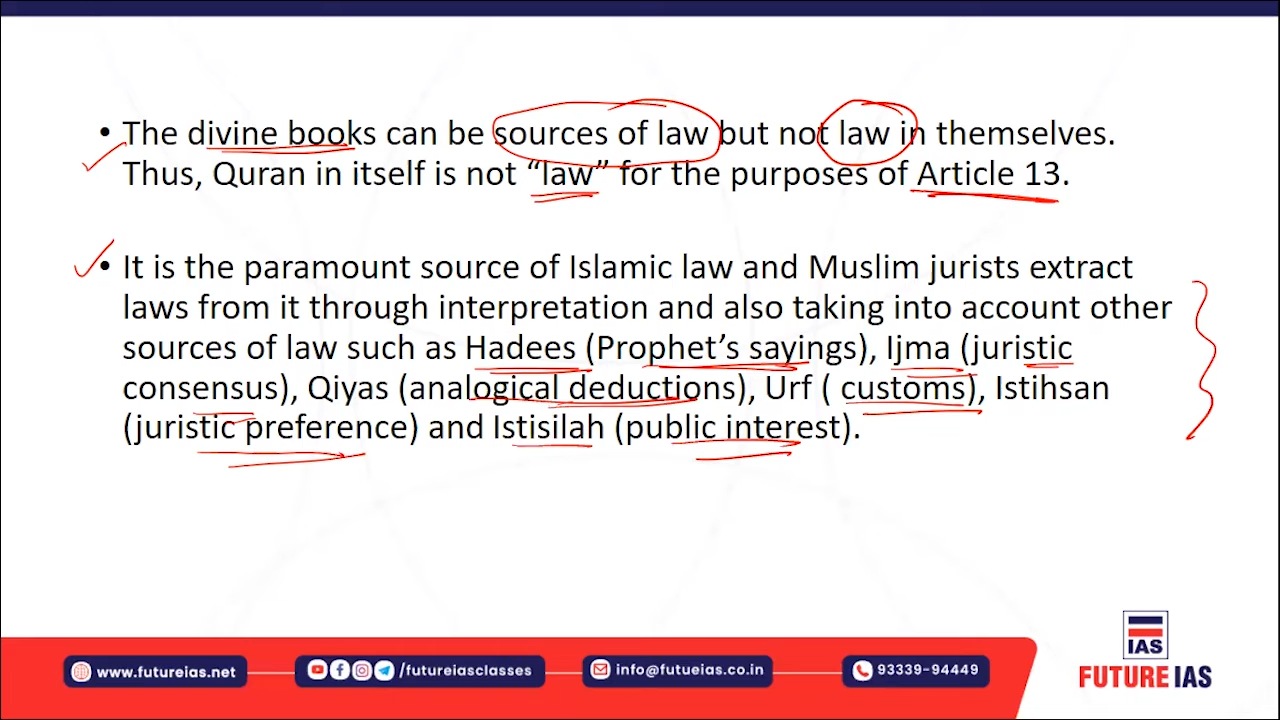 • The divine books can be sources of law but not law in themselves.
Thus, Quran in itself is not “law” for the purposes of Article 13.
• It is the paramount source of Islamic law and Muslim jurists extract
laws from it through interpretation and also taking into account other
sources of law such as Hadees (Prophet’s sayings), Ijma (juristic
consensus), Qiyas (analogical deductions), Urf ( customs), Istihsan
(juristic preference) and Istisilah (public interest).
IAS
www.futureias.net /futureiasclasses info@futueias.co.in 93339-94449
FUTURE IAS